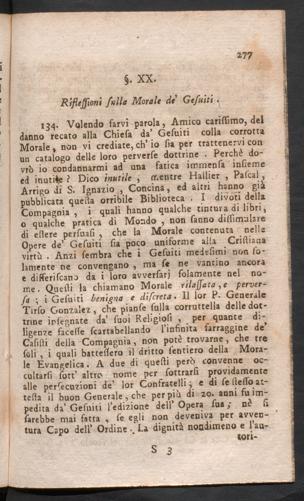 277
§. XX.
Riflessioni sulla Morale de' Gesuiti.
134. Volendo farvi parola, Amico carissimo, del
danno recato alla Chiesa da' Gesuiti colla corrotta
Morale, non vi crediate, ch'io sia per trattenervi con
un catalogo delle loro perverse dottrine. Perchè do-
vrò io condannarmi ad una fatica immensa insieme
ed inutile? Dico inutile, mentre Hallier, Pascal,
Arrigo di S. Ignazio, Concina, ed altri hanno già
pubblicata questa orribile Biblioteca. I divoti della
Compagnia, i quali hanno qualche tintura di libri,
o qualche pratica di Mondo, non sanno dissimulare
di essere persuasi, che la Morale contenuta nelle
Opere de' Gesuiti sia poco uniforme alla Cristiana
virtù. Anzi sembra che i Gesuiti medesimi non so-
lamente ne convengano, ma se ne vantino ancora
e differiscano da i loro avversarj solamente nel no-
me. Questi la chiamano Morale rilassata, e perver-
sa; i Gesuiti benigna e discreta. Il lor P. Generale
Tirso Gonzalez, che pianse sulla corruttella delle dot-
trine insegnate da' suoi Religiosi, per quante di-
ligenze facesse scartabellando l'infinita farraggine de'
Casisti della Compagnia, non potè trovarne, che tre
soli, i quali battessero il dritto sentiero della Mora-
le Evangelica. A due di questi però convenne oc-
cultarsi sott' altro nome per sottrarsi providamente
alle persecuzioni de' lor Confratelli; e di se stesso at-
testa il buon Generale, che per più di 20. anni fu im-
pedita da' Gesuiti l'edizione dell'Opera sua; nè si
sarebbe mai fatta, se egli non deveniva per avven-
tura Capo dell'Ordine. La dignità nondimeno e l'au-
tori-
S 3